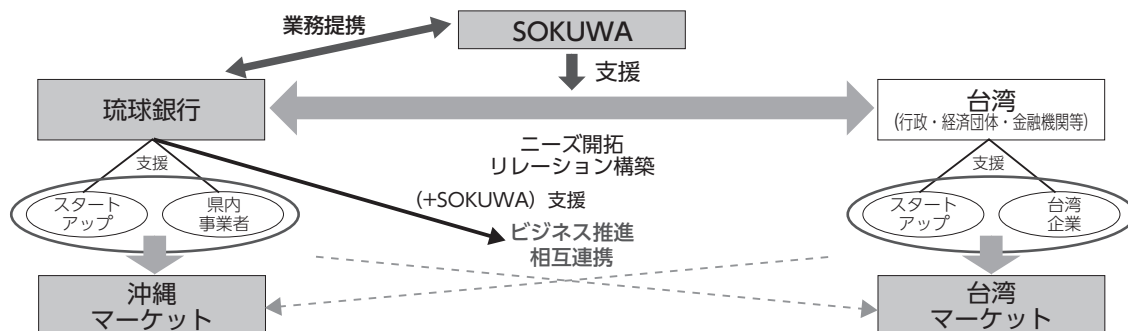 業務提携
SOKUWA
支援
琉球銀行
台湾
(行政・経済団体・金融機関等)
ニーズ開拓
リレーション構築
支援
支援
(+SOKUWA) 支援
スタート
アップ
県内
事業者
スタート
アップ
台湾
企業
ビジネス推進
相互連携
沖縄
マーケット
台湾
マーケット